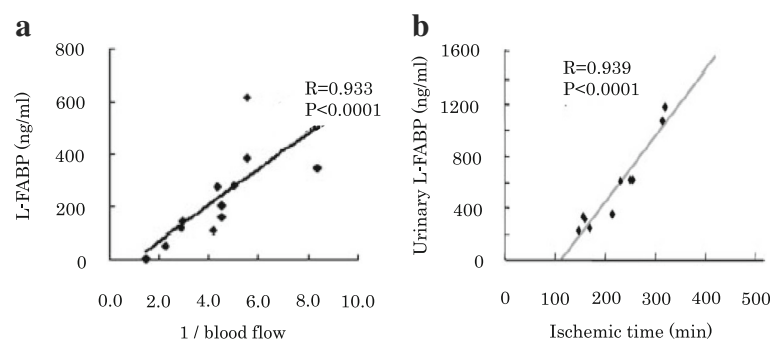 a
800
600
400
200
0
L-FABP (ng/ml)
R=0.933
P<0.0001
0.0 2.0 4.0 6.0 8.0 10.0
1 / blood flow
b
1600
1200
800
400
0
Urinary L-FABP (ng/ml)
R=0.939
P<0.0001
0 100 200 300 400 500
Ischemic time (min)